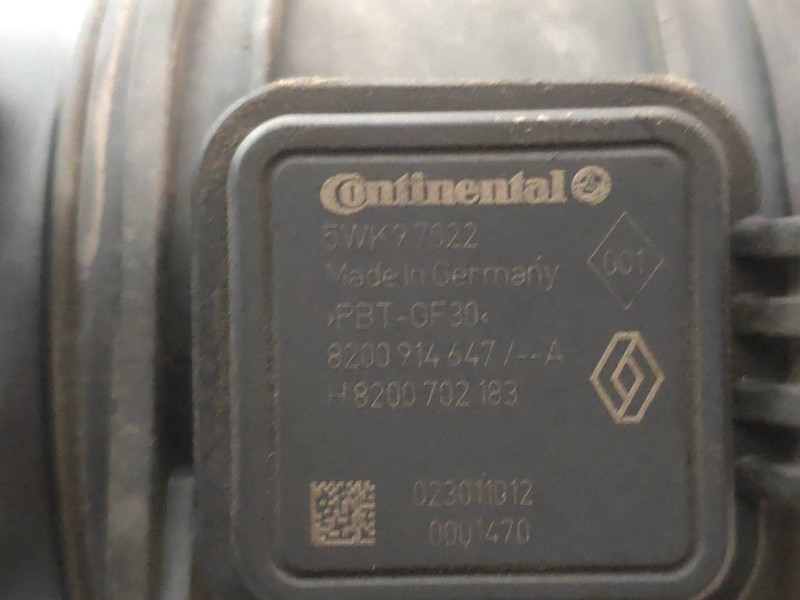 Continental
5WK9 7022
Made in Germany
001
>PBT-GF30<
8200 914 647 /--A
H 8200 702 183
023011012
0001470